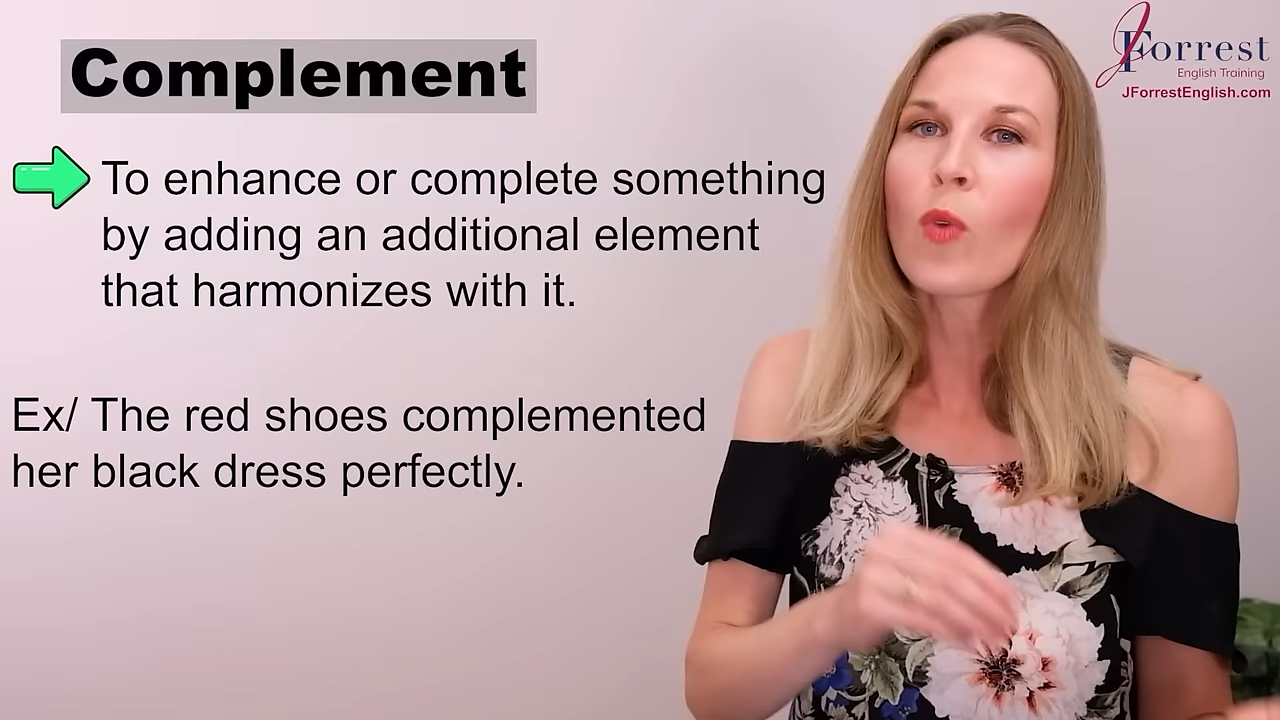 Complement
To enhance or complete something
by adding an additional element
that harmonizes with it.
Ex/ The red shoes complemented
her black dress perfectly.
JForrest
English Training
JForrestEnglish.com